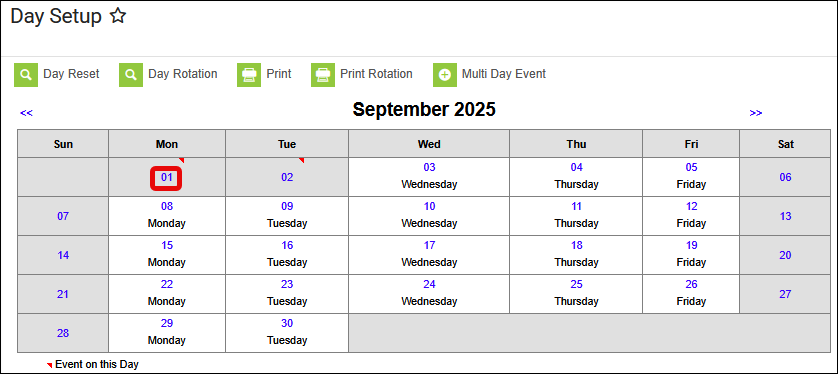 Day Setup
Day Reset Day Rotation Print Print Rotation Multi Day Event
<< September 2025 >>
Sun Mon Tue Wed Thu Fri Sat
01 02 03 04 05 06
Wednesday Thursday Friday
07 08 09 10 11 12 13
Monday Tuesday Wednesday Thursday Friday
14 15 16 17 18 19 20
Monday Tuesday Wednesday Thursday Friday
21 22 23 24 25 26 27
Monday Tuesday Wednesday Thursday Friday
28 29 30
Monday Tuesday
Event on this Day